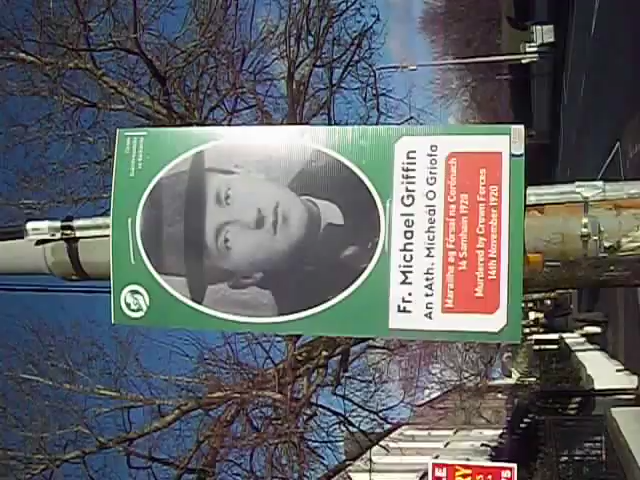 Fr. Michael Griffin
An tAth. Micheál Ó Gríofa
Maraithe ag Fórsaí na Corónach
14 Samhain 1920
Murdered by Crown Forces
14th November 1920